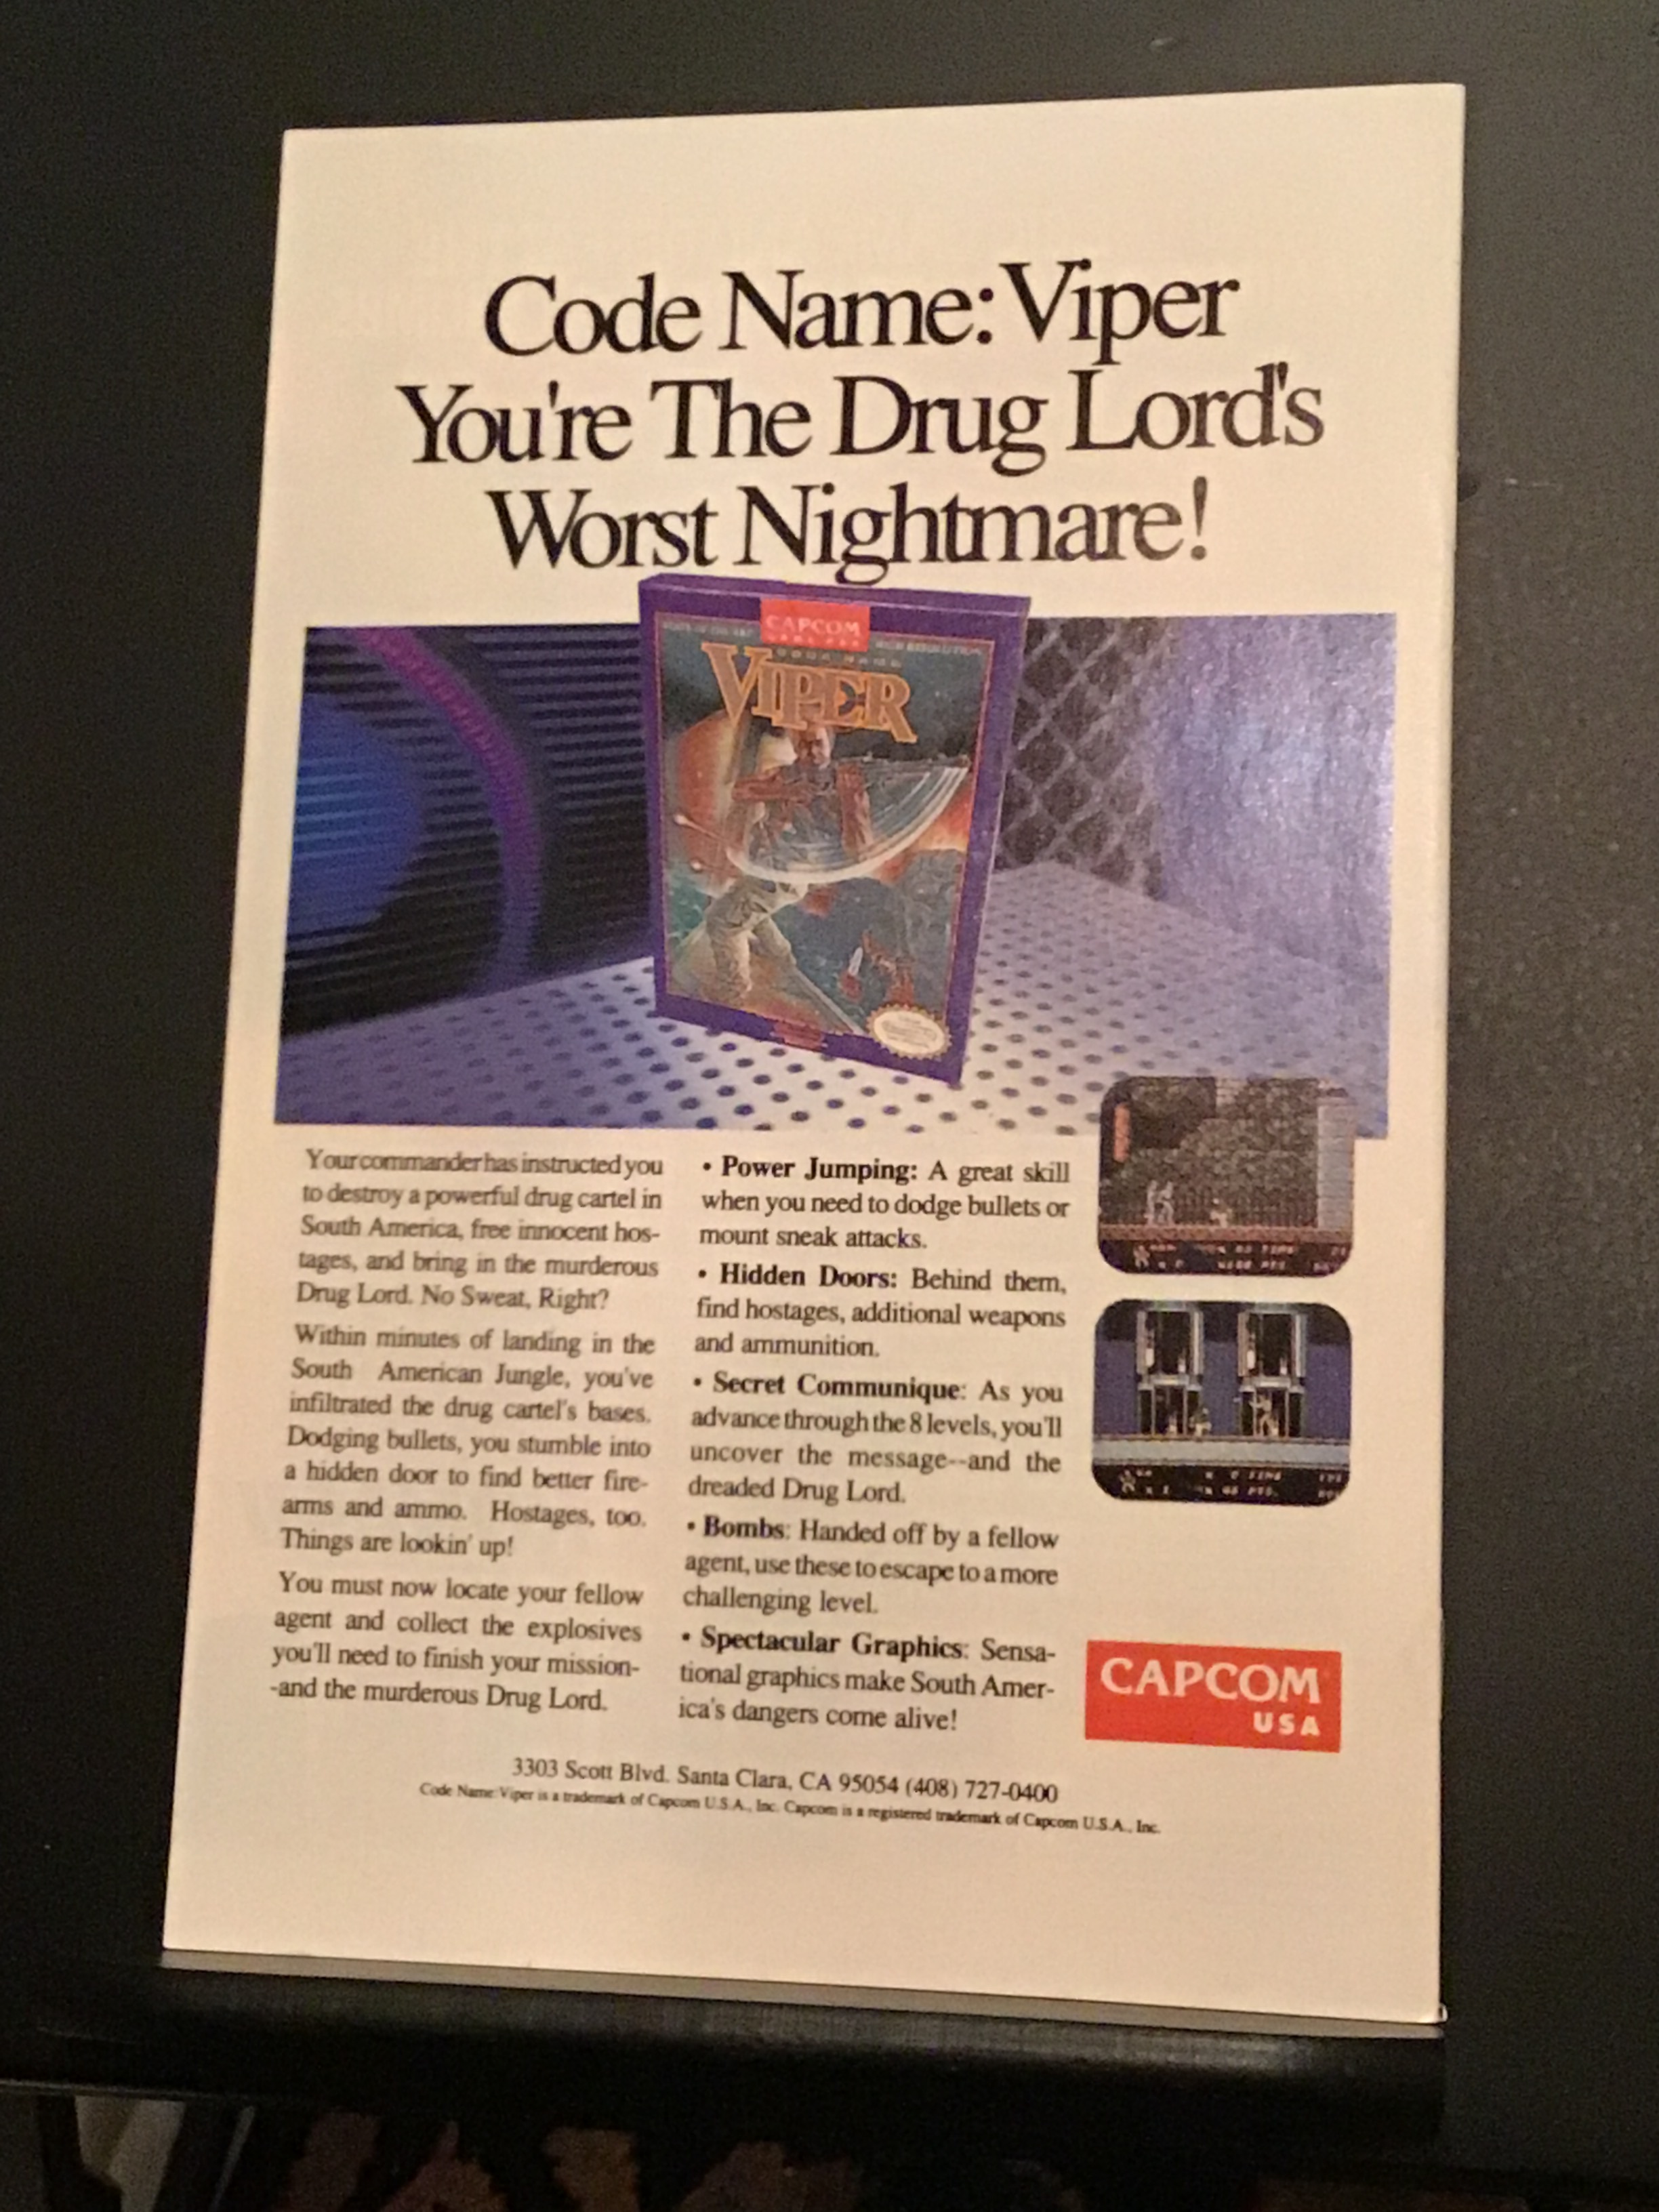 Code Name: Viper
You're The Drug Lord's
Worst Nightmare!
CAPCOM
VIPER
Your commander has instructed you
to destroy a powerful drug cartel in
South America, free innocent hos-
tages, and bring in the murderous
Drug Lord. No Sweat, Right?
Within minutes of landing in the
South American Jungle, you've
infiltrated the drug cartel's bases.
Dodging bullets, you stumble into
a hidden door to find better fire-
arms and ammo. Hostages, too.
Things are lookin' up!
You must now locate your fellow
agent and collect the explosives
you'll need to finish your mission-
-and the murderous Drug Lord.
• Power Jumping: A great skill
when you need to dodge bullets or
mount sneak attacks.
• Hidden Doors: Behind them,
find hostages, additional weapons
and ammunition.
• Secret Communique: As you
advance through the 8 levels, you'll
uncover the message--and the
dreaded Drug Lord.
• Bombs: Handed off by a fellow
agent, use these to escape to a more
challenging level.
• Spectacular Graphics: Sensa-
tional graphics make South Amer-
ica's dangers come alive!
CAPCOM
USA
3303 Scott Blvd. Santa Clara, CA 95054 (408) 727-0400
Code Name: Viper is a trademark of Capcom U.S.A., Inc. Capcom is a registered trademark of Capcom U.S.A., Inc.